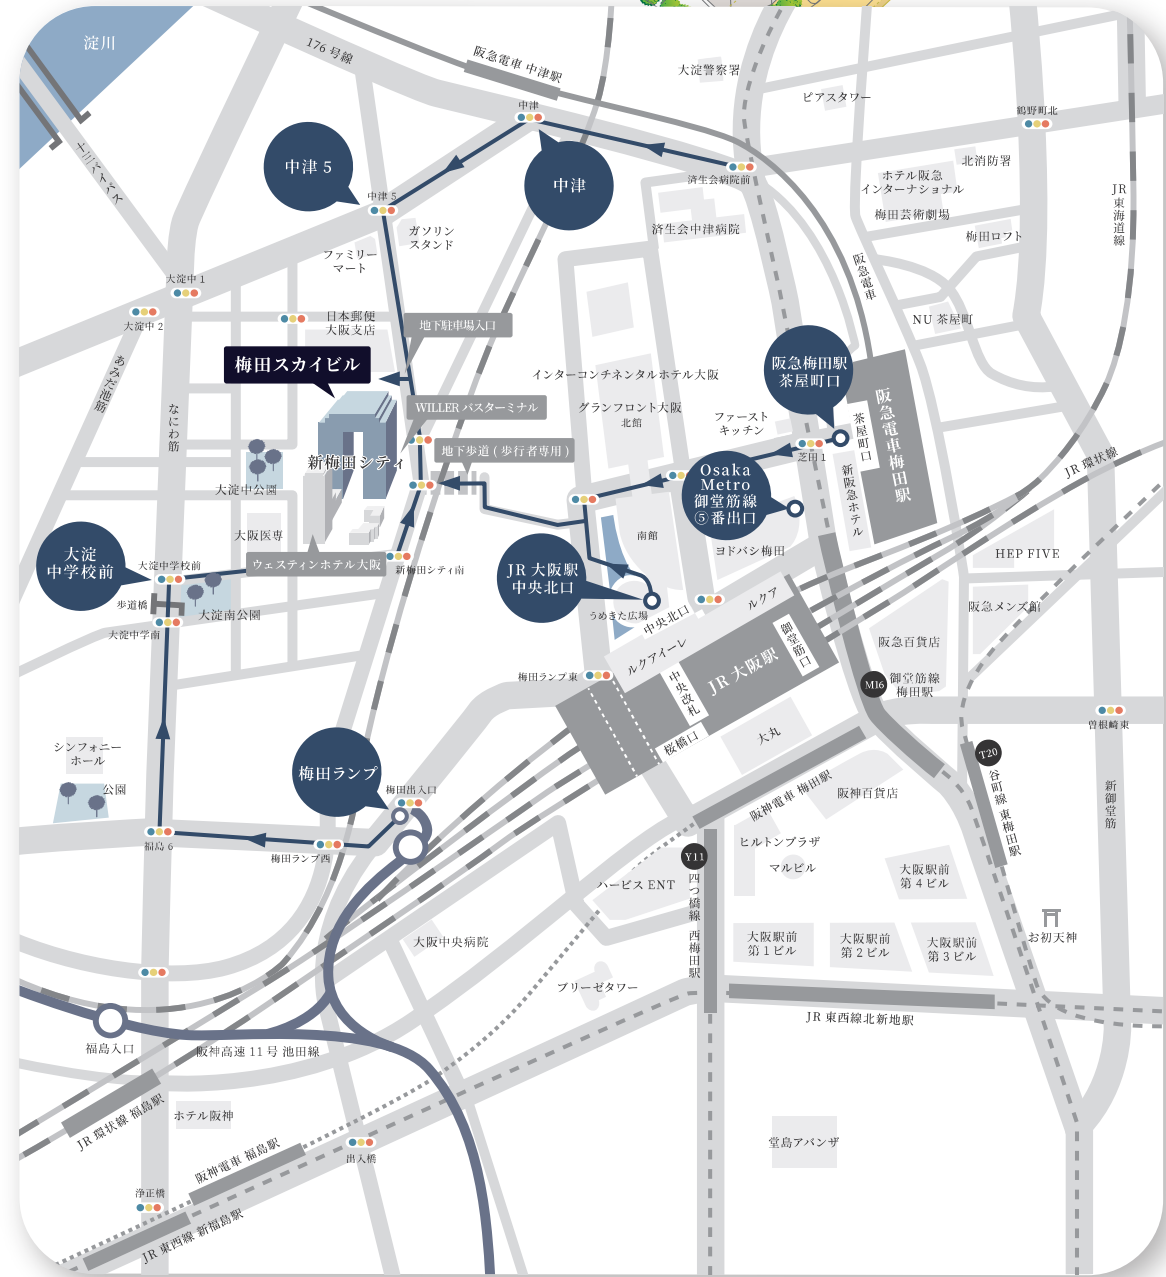 淀川
176 号線
阪急電車 中津駅
大淀警察署
ピアスタワー
鶴野町北
十三バイパス
中津
中津 5
中津
済生会病院前
北消防署
ホテル阪急
インターナショナル
JR 東海道線
中津 5
ガソリン
スタンド
済生会中津病院
梅田芸術劇場
梅田ロフト
ファミリー
マート
阪急電車
大淀中 1
大淀中 2
日本郵便
大阪支店
地下駐車場入口
NU 茶屋町
あみだ池筋
なにわ筋
梅田スカイビル
インターコンチネンタルホテル大阪
阪急梅田駅
茶屋町口
WILLER バスターミナル
グランフロント大阪
北館
ファースト
キッチン
茶屋町口
阪急電車梅田駅
新梅田シティ
地下歩道 ( 歩行者専用 )
芝田 1
JR 環状線
大淀中公園
Osaka
Metro
御堂筋線
⑤番出口
新阪急ホテル
大阪医専
南館
ヨドバシ梅田
HEP FIVE
大淀
中学校前
大淀中学校前
ウェスティンホテル大阪
新梅田シティ南
JR 大阪駅
中央北口
歩道橋
大淀南公園
うめきた広場
中央北口
ルクア
阪急メンズ館
大淀中学南
ルクアイーレ
御堂筋口
阪急百貨店
梅田ランプ東
中央改札
JR 大阪駅
M16
御堂筋線
梅田駅
曽根崎東
シンフォニー
ホール
桜橋口
大丸
T20
谷町線 東梅田駅
梅田ランプ
梅田出入口
公園
阪神電車 梅田駅
阪神百貨店
新御堂筋
福島 6
梅田ランプ西
ヒルトンプラザ
マルビル
Y11
四つ橋線 西梅田駅
ハービス ENT
大阪駅前
第 4 ビル
大阪中央病院
大阪駅前
第 1 ビル
大阪駅前
第 2 ビル
大阪駅前
第 3 ビル
お初天神
ブリーゼタワー
JR 東西線北新地駅
福島入口
阪神高速 11 号 池田線
JR 環状線 福島駅
ホテル阪神
堂島アバンザ
阪神電車 福島駅
出入橋
浄正橋
JR 東西線 新福島駅